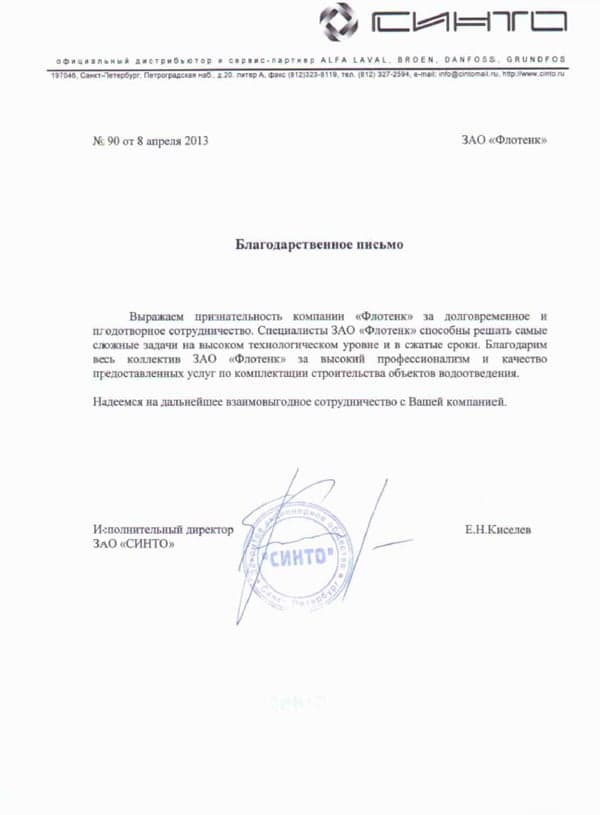 СИНТО
официальный дистрибьютор и сервис-партнер ALFA LAVAL, BROEN, DANFOSS, GRUNDFOS
197046, Санкт-Петербург, Петроградская наб., д.20. литер А, факс (812)323-8119, тел. (812) 327-2594, e-mail: info@cintomail.ru, http://www.cinto.ru
№ 90 от 8 апреля 2013
ЗАО «Флотенк»
Благодарственное письмо
Выражаем признательность компании «Флотенк» за долговременное и
плодотворное сотрудничество. Специалисты ЗАО «Флотенк» способны решать самые
сложные задачи на высоком технологическом уровне и в сжатые сроки. Благодарим
весь коллектив ЗАО «Флотенк» за высокий профессионализм и качество
предоставленных услуг по комплектации строительства объектов водоотведения.
Надеемся на дальнейшее взаимовыгодное сотрудничество с Вашей компанией.
Исполнительный директор
ЗАО «СИНТО»
Е.Н.Киселев
Закрытое акционерное общество
"СИНТО"
Санкт-Петербург